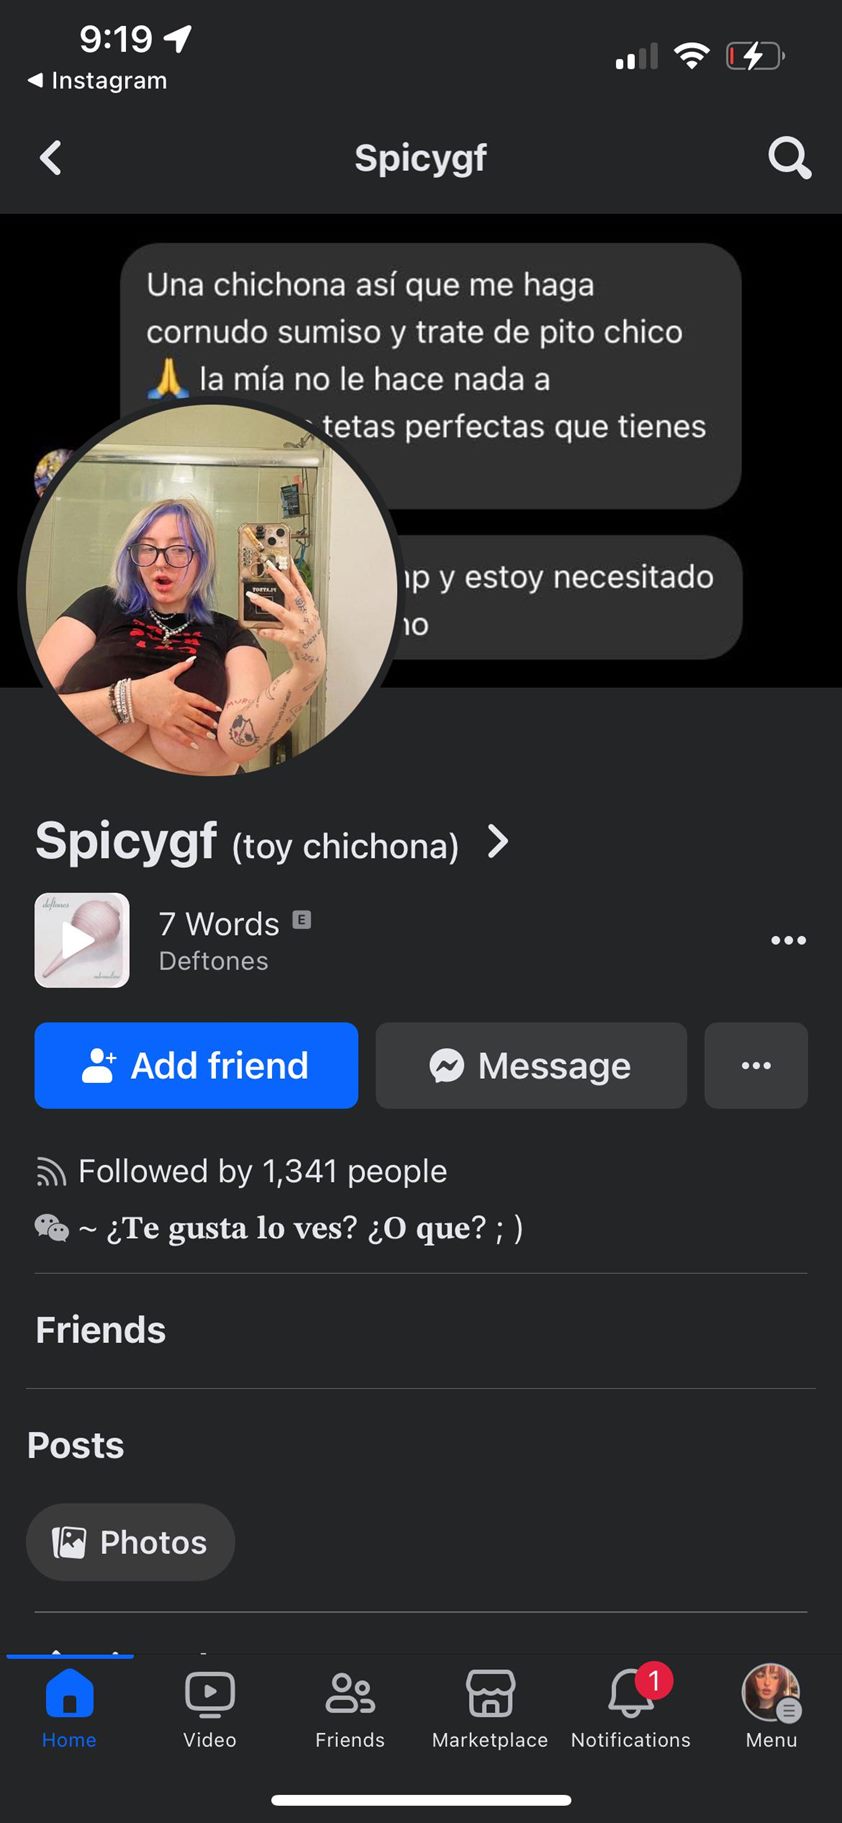 9:19
◀ Instagram
Spicygf
Una chichona así que me haga
cornudo sumiso y trate de pito chico
🙏 la mía no le hace nada a
tetas perfectas que tienes
y estoy necesitado
Spicygf (toy chichona)
deftones
7 Words E
Deftones
Add friend
Message
Followed by 1,341 people
~ ¿Te gusta lo ves? ¿O que? ; )
Friends
Posts
Photos
1
Home
Video
Friends
Marketplace
Notifications
Menu